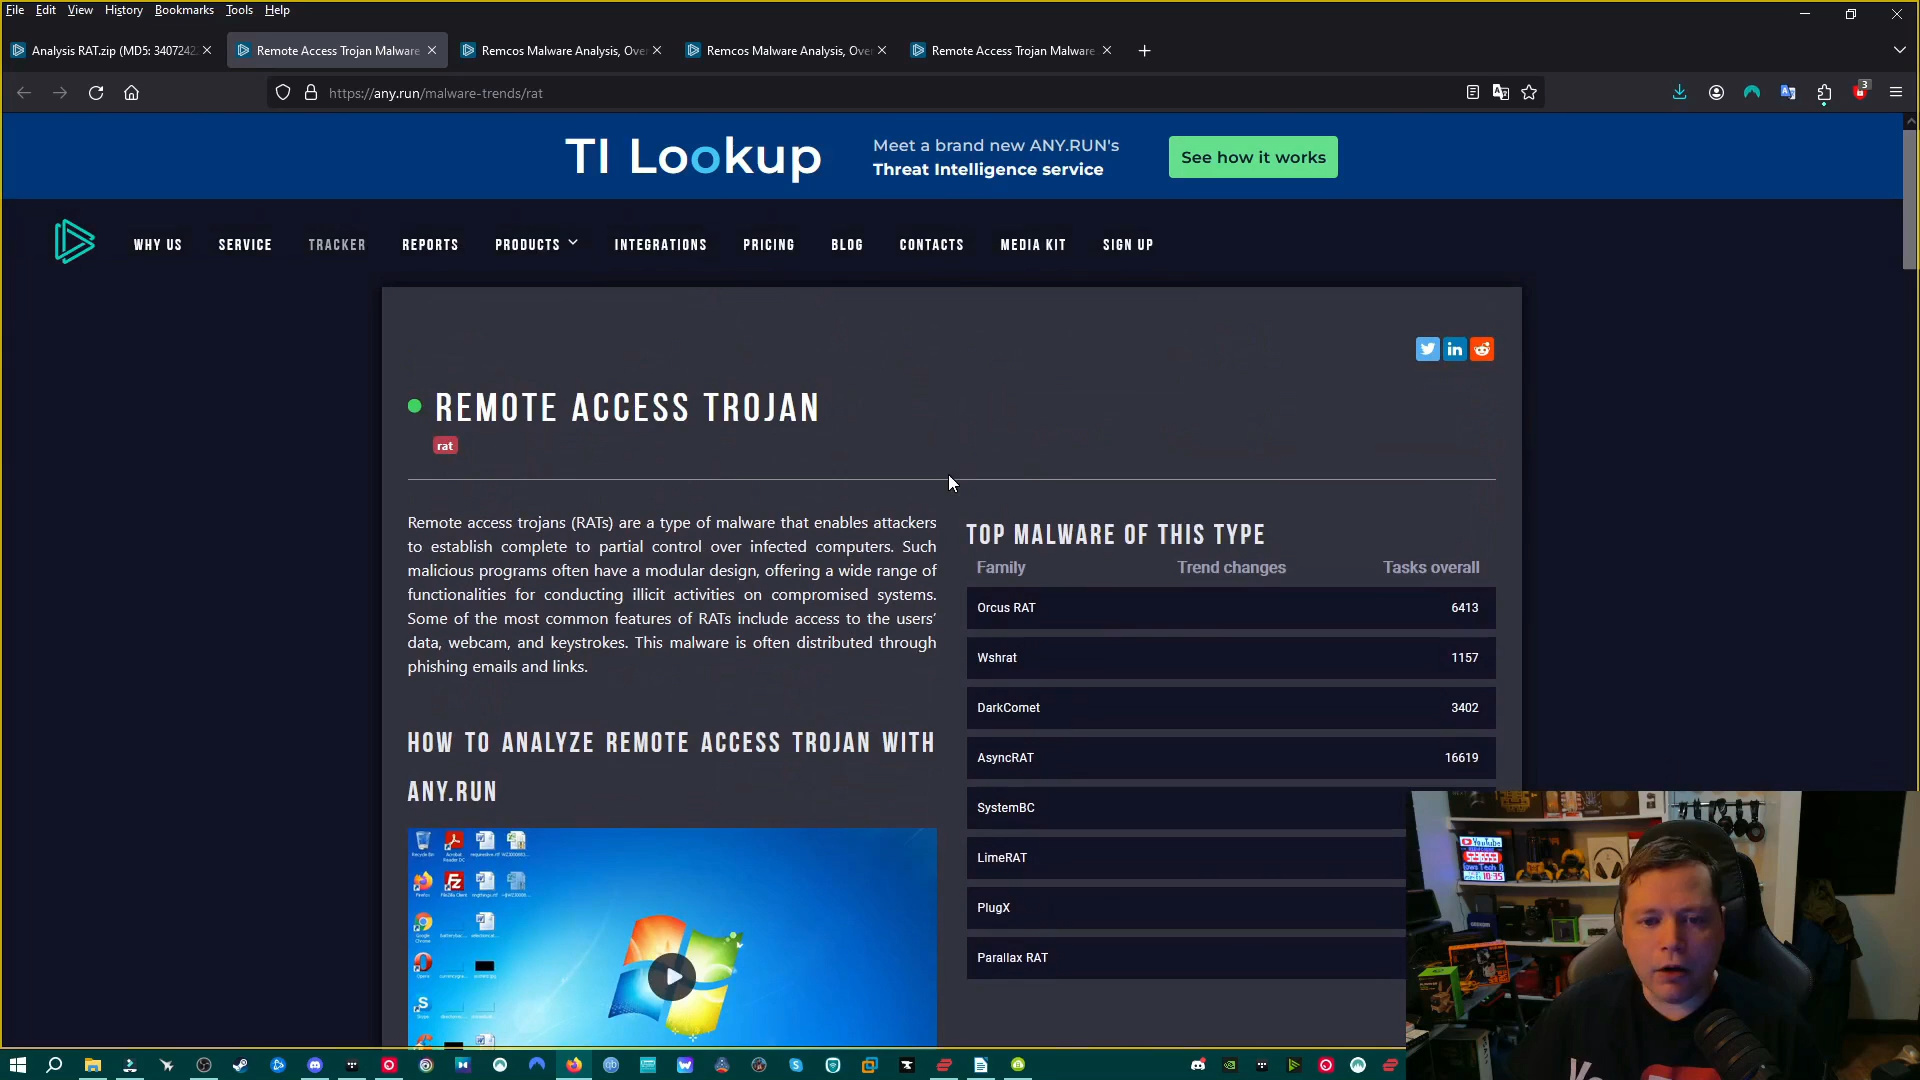 File Edit View History Bookmarks Tools Help
Analysis RAT.zip (MD5: 3407242
Remote Access Trojan Malware
Remcos Malware Analysis, Ove
Remcos Malware Analysis, Ove
Remote Access Trojan Malware
https://any.run/malware-trends/rat
3
TI Lookup
Meet a brand new ANY.RUN's
Threat Intelligence service
See how it works
WHY US SERVICE TRACKER REPORTS PRODUCTS INTEGRATIONS PRICING BLOG CONTACTS MEDIA KIT SIGN UP
REMOTE ACCESS TROJAN
rat
Remote access trojans (RATs) are a type of malware that enables attackers
to establish complete to partial control over infected computers. Such
malicious programs often have a modular design, offering a wide range of
functionalities for conducting illicit activities on compromised systems.
Some of the most common features of RATs include access to the users’
data, webcam, and keystrokes. This malware is often distributed through
phishing emails and links.
HOW TO ANALYZE REMOTE ACCESS TROJAN WITH
ANY.RUN
TOP MALWARE OF THIS TYPE
Family Trend changes Tasks overall
Orcus RAT 6413
Wshrat 1157
DarkComet 3402
AsyncRAT 16619
SystemBC
LimeRAT
PlugX
Parallax RAT
YouTube